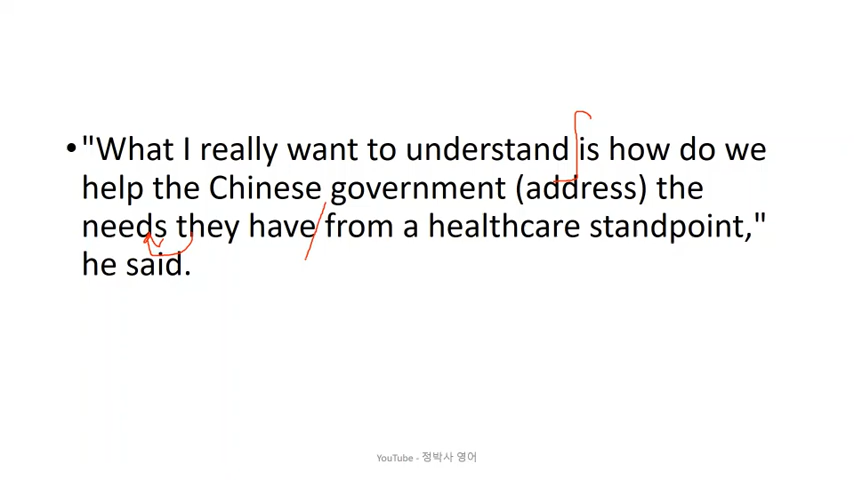 •"What I really want to understand is how do we
help the Chinese government (address) the
needs they have from a healthcare standpoint,"
he said.
YouTube - 정박사 영어